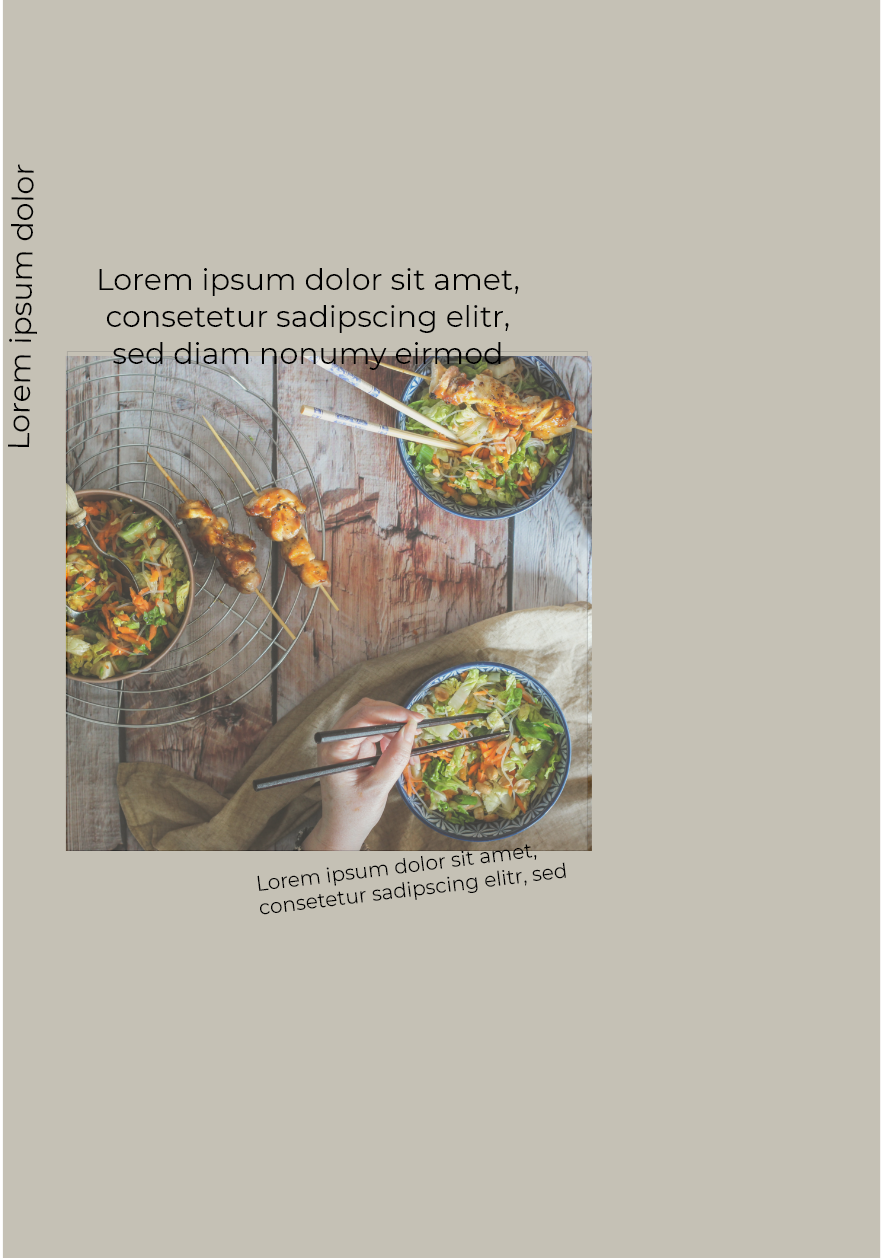 Lorem ipsum dolor
Lorem ipsum dolor sit amet,
consetetur sadipscing elitr,
sed diam nonumy eirmod
Lorem ipsum dolor sit amet,
consetetur sadipscing elitr, sed